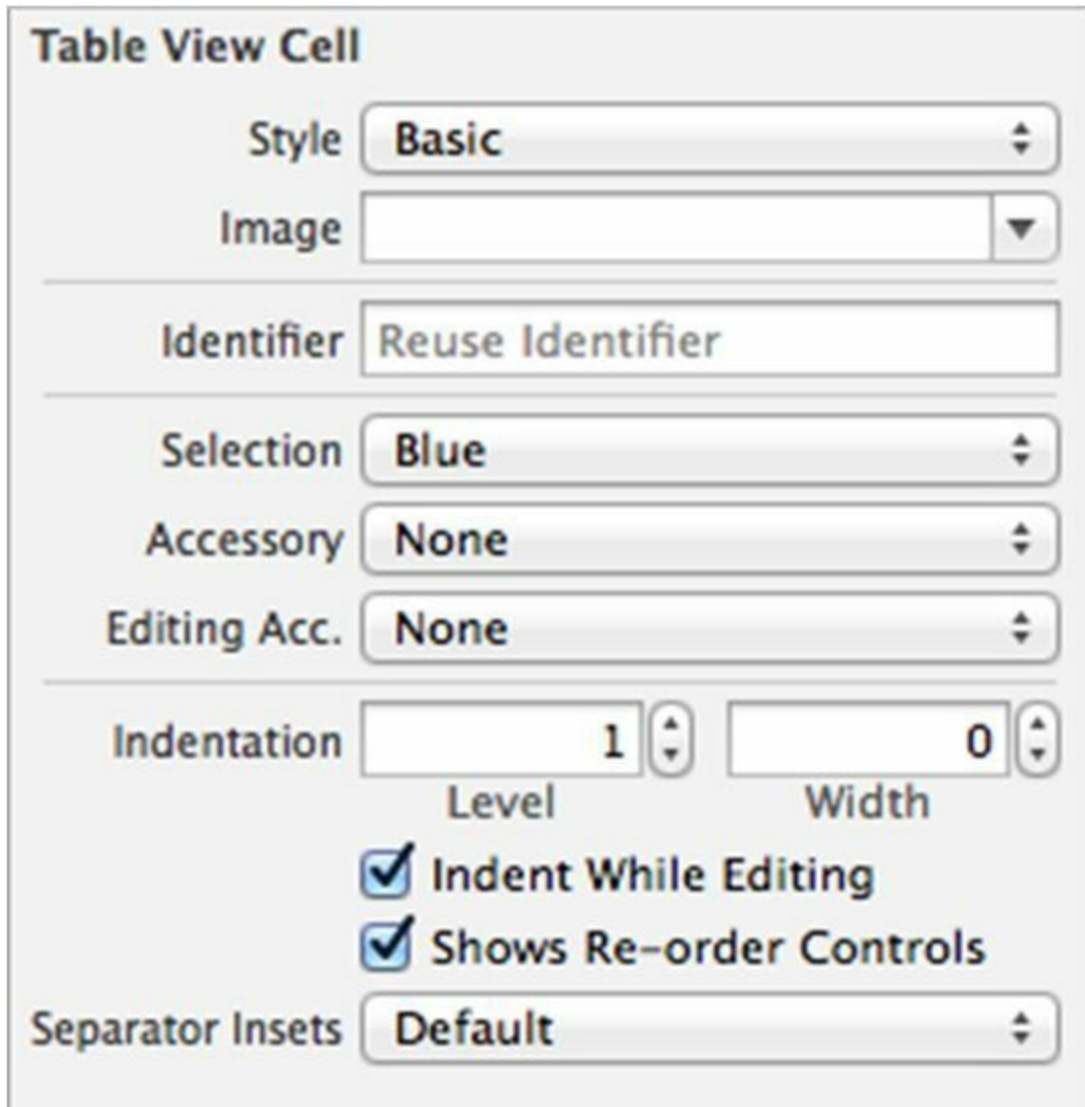 Table View Cell
Style Basic
Image
Identifier Reuse Identifier
Selection Blue
Accessory None
Editing Acc. None
Indentation 1 0
Level Width
Indent While Editing
Shows Re-order Controls
Separator Insets Default